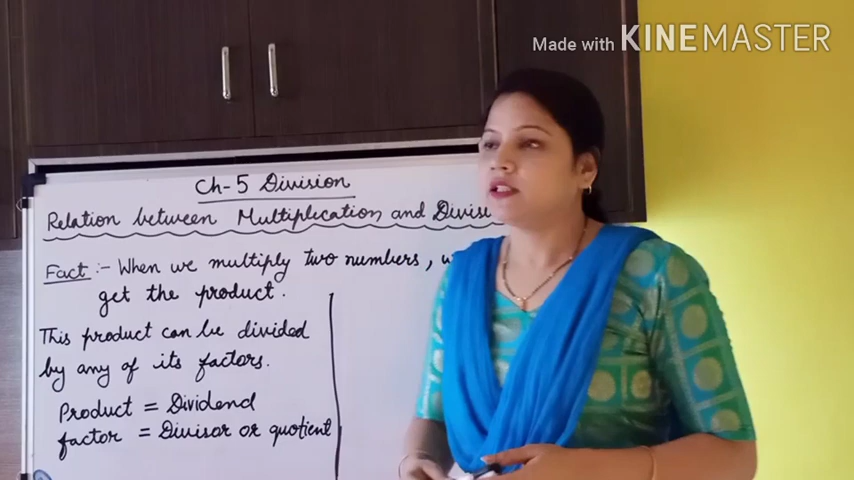 Made with KINEMASTER
Ch-5 Division
Relation between Multiplication and
Fact :- When we multiply two numbers,
get the product.
This product can be divided
by any of its factors.
Product = Dividend
factor = Divisor or quotient